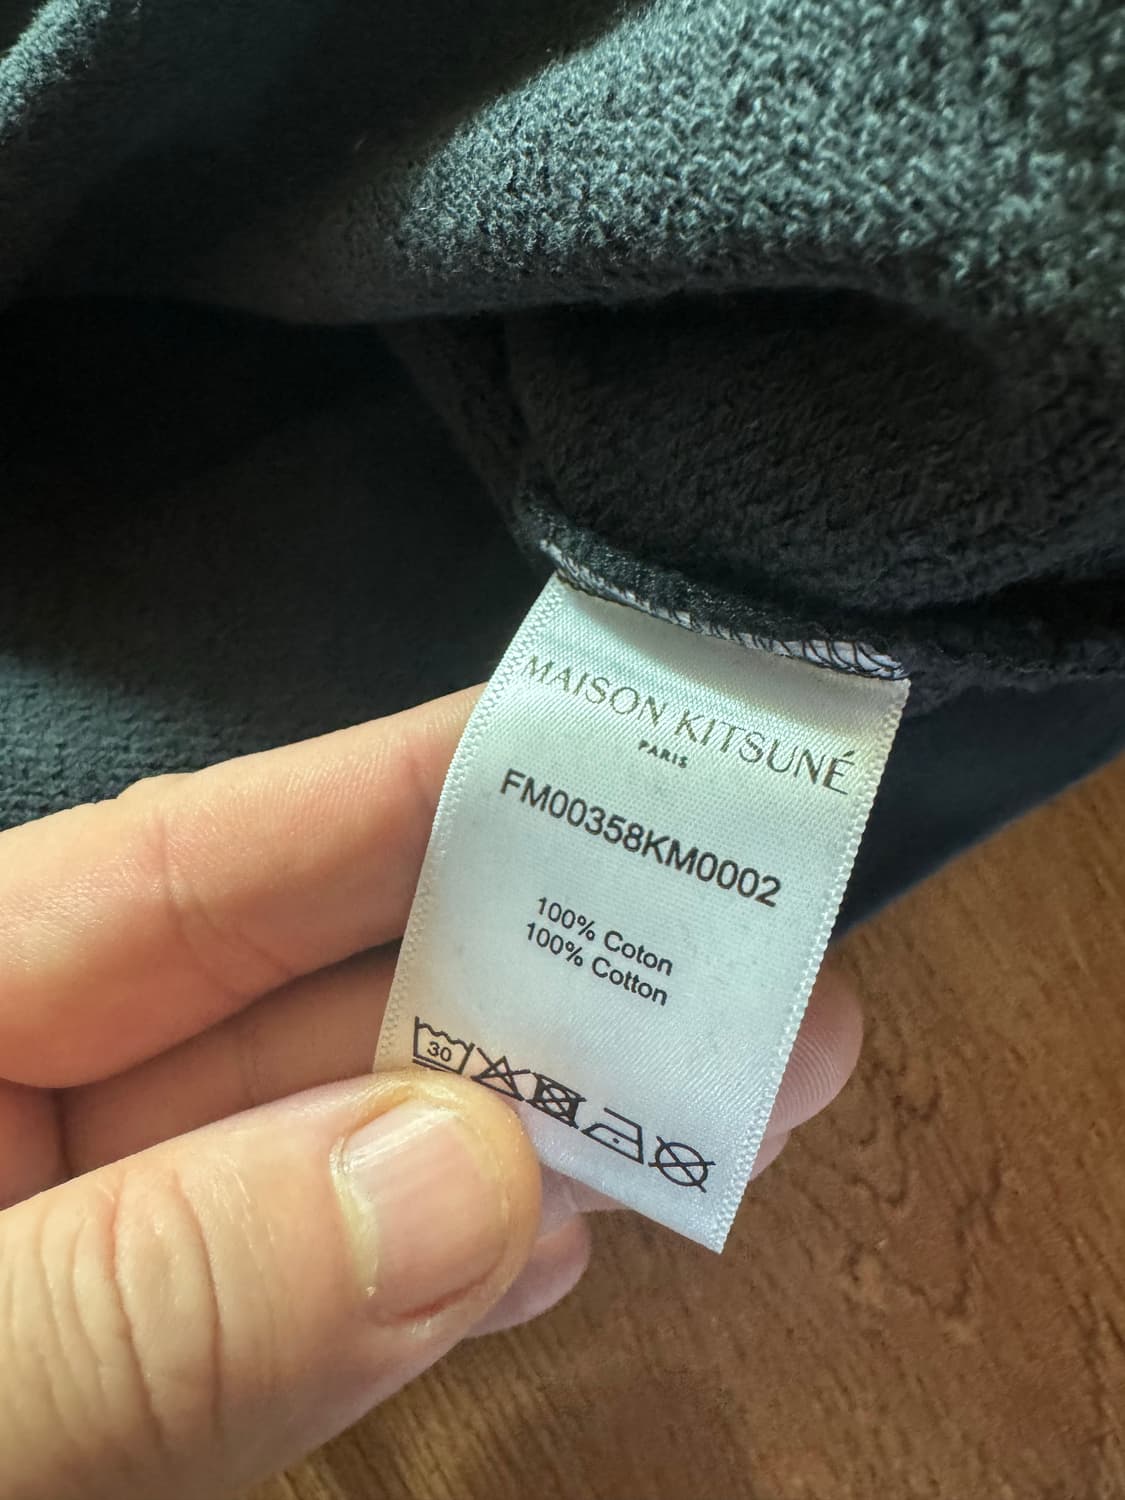 MAISON KITSUNÉ
PARIS
FM00358KM0002
100% Coton
100% Cotton
30